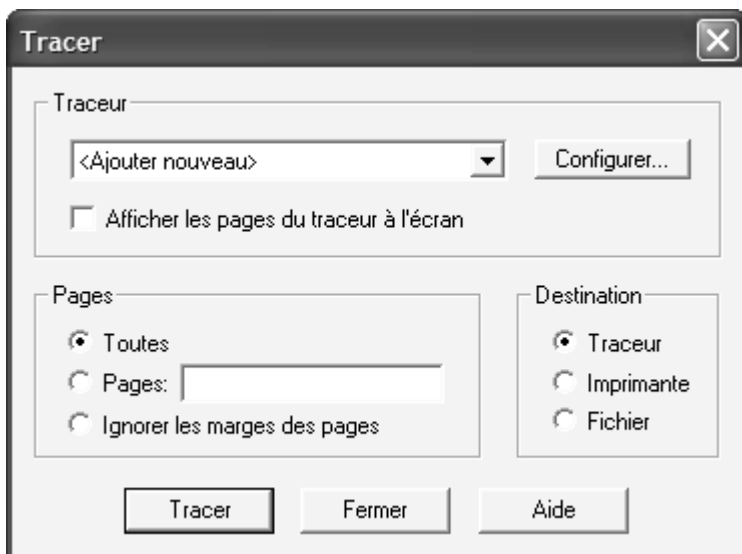 Tracer
Traceur
<Ajouter nouveau>
Configurer...
Afficher les pages du traceur à l'écran
Pages
Toutes
Pages:
Ignorer les marges des pages
Destination
Traceur
Imprimante
Fichier
Tracer
Fermer
Aide